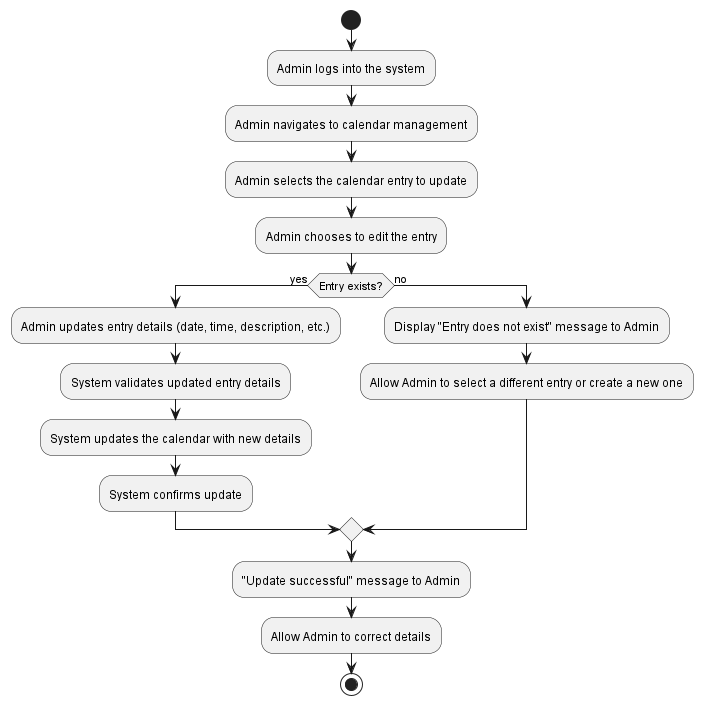 Admin logs into the system
Admin navigates to calendar management
Admin selects the calendar entry to update
Admin chooses to edit the entry
yes
Entry exists?
no
Admin updates entry details (date, time, description, etc.)
System validates updated entry details
System updates the calendar with new details
System confirms update
Display "Entry does not exist" message to Admin
Allow Admin to select a different entry or create a new one
"Update successful" message to Admin
Allow Admin to correct details